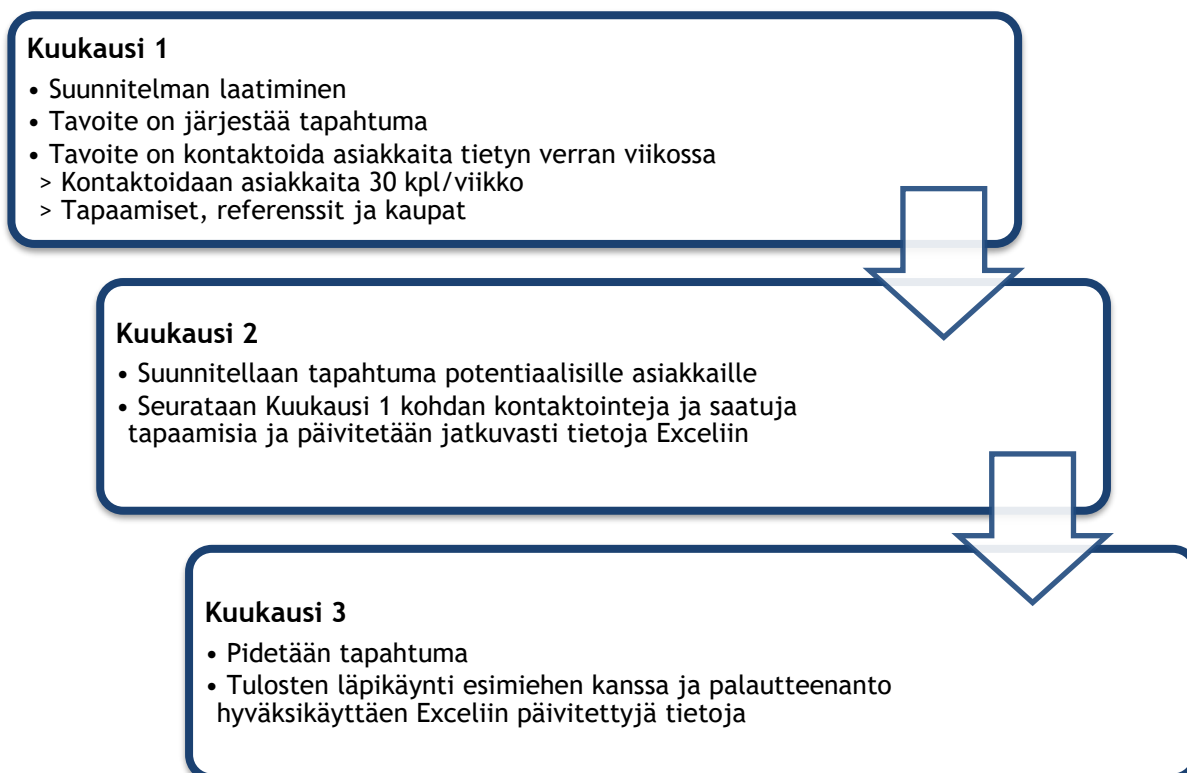 Kuukausi 1
• Suunnitelman laatiminen
• Tavoite on järjestää tapahtuma
• Tavoite on kontaktoida asiakkaita tietyn verran viikossa
> Kontaktoidaan asiakkaita 30 kpl/viikko
> Tapaamiset, referenssit ja kaupat
Kuukausi 2
• Suunnitellaan tapahtuma potentiaalisille asiakkaille
• Seurataan Kuukausi 1 kohdan kontaktointeja ja saatuja
tapaamisia ja päivitetään jatkuvasti tietoja Exceliin
Kuukausi 3
• Pidetään tapahtuma
• Tulosten läpikäynti esimiehen kanssa ja palautteenanto
hyväksikäyttäen Exceliin päivitettyjä tietoja